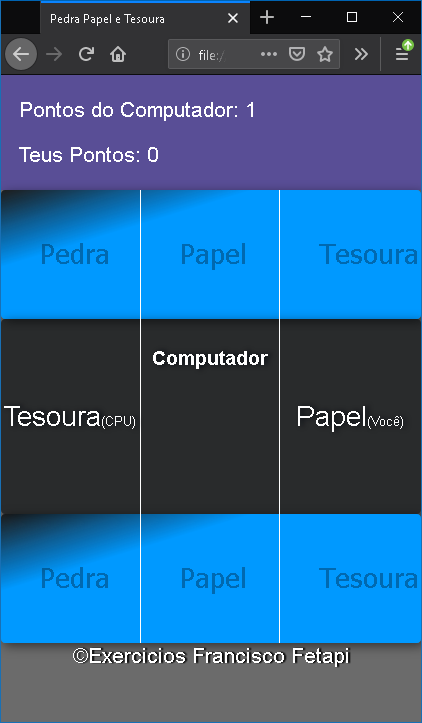 Pedra Papel e Tesoura
file:/
Pontos do Computador: 1
Teus Pontos: 0
Pedra Papel Tesoura
Computador
Tesoura(CPU) Papel(Você)
Pedra Papel Tesoura
©Exercicios Francisco Fetapi